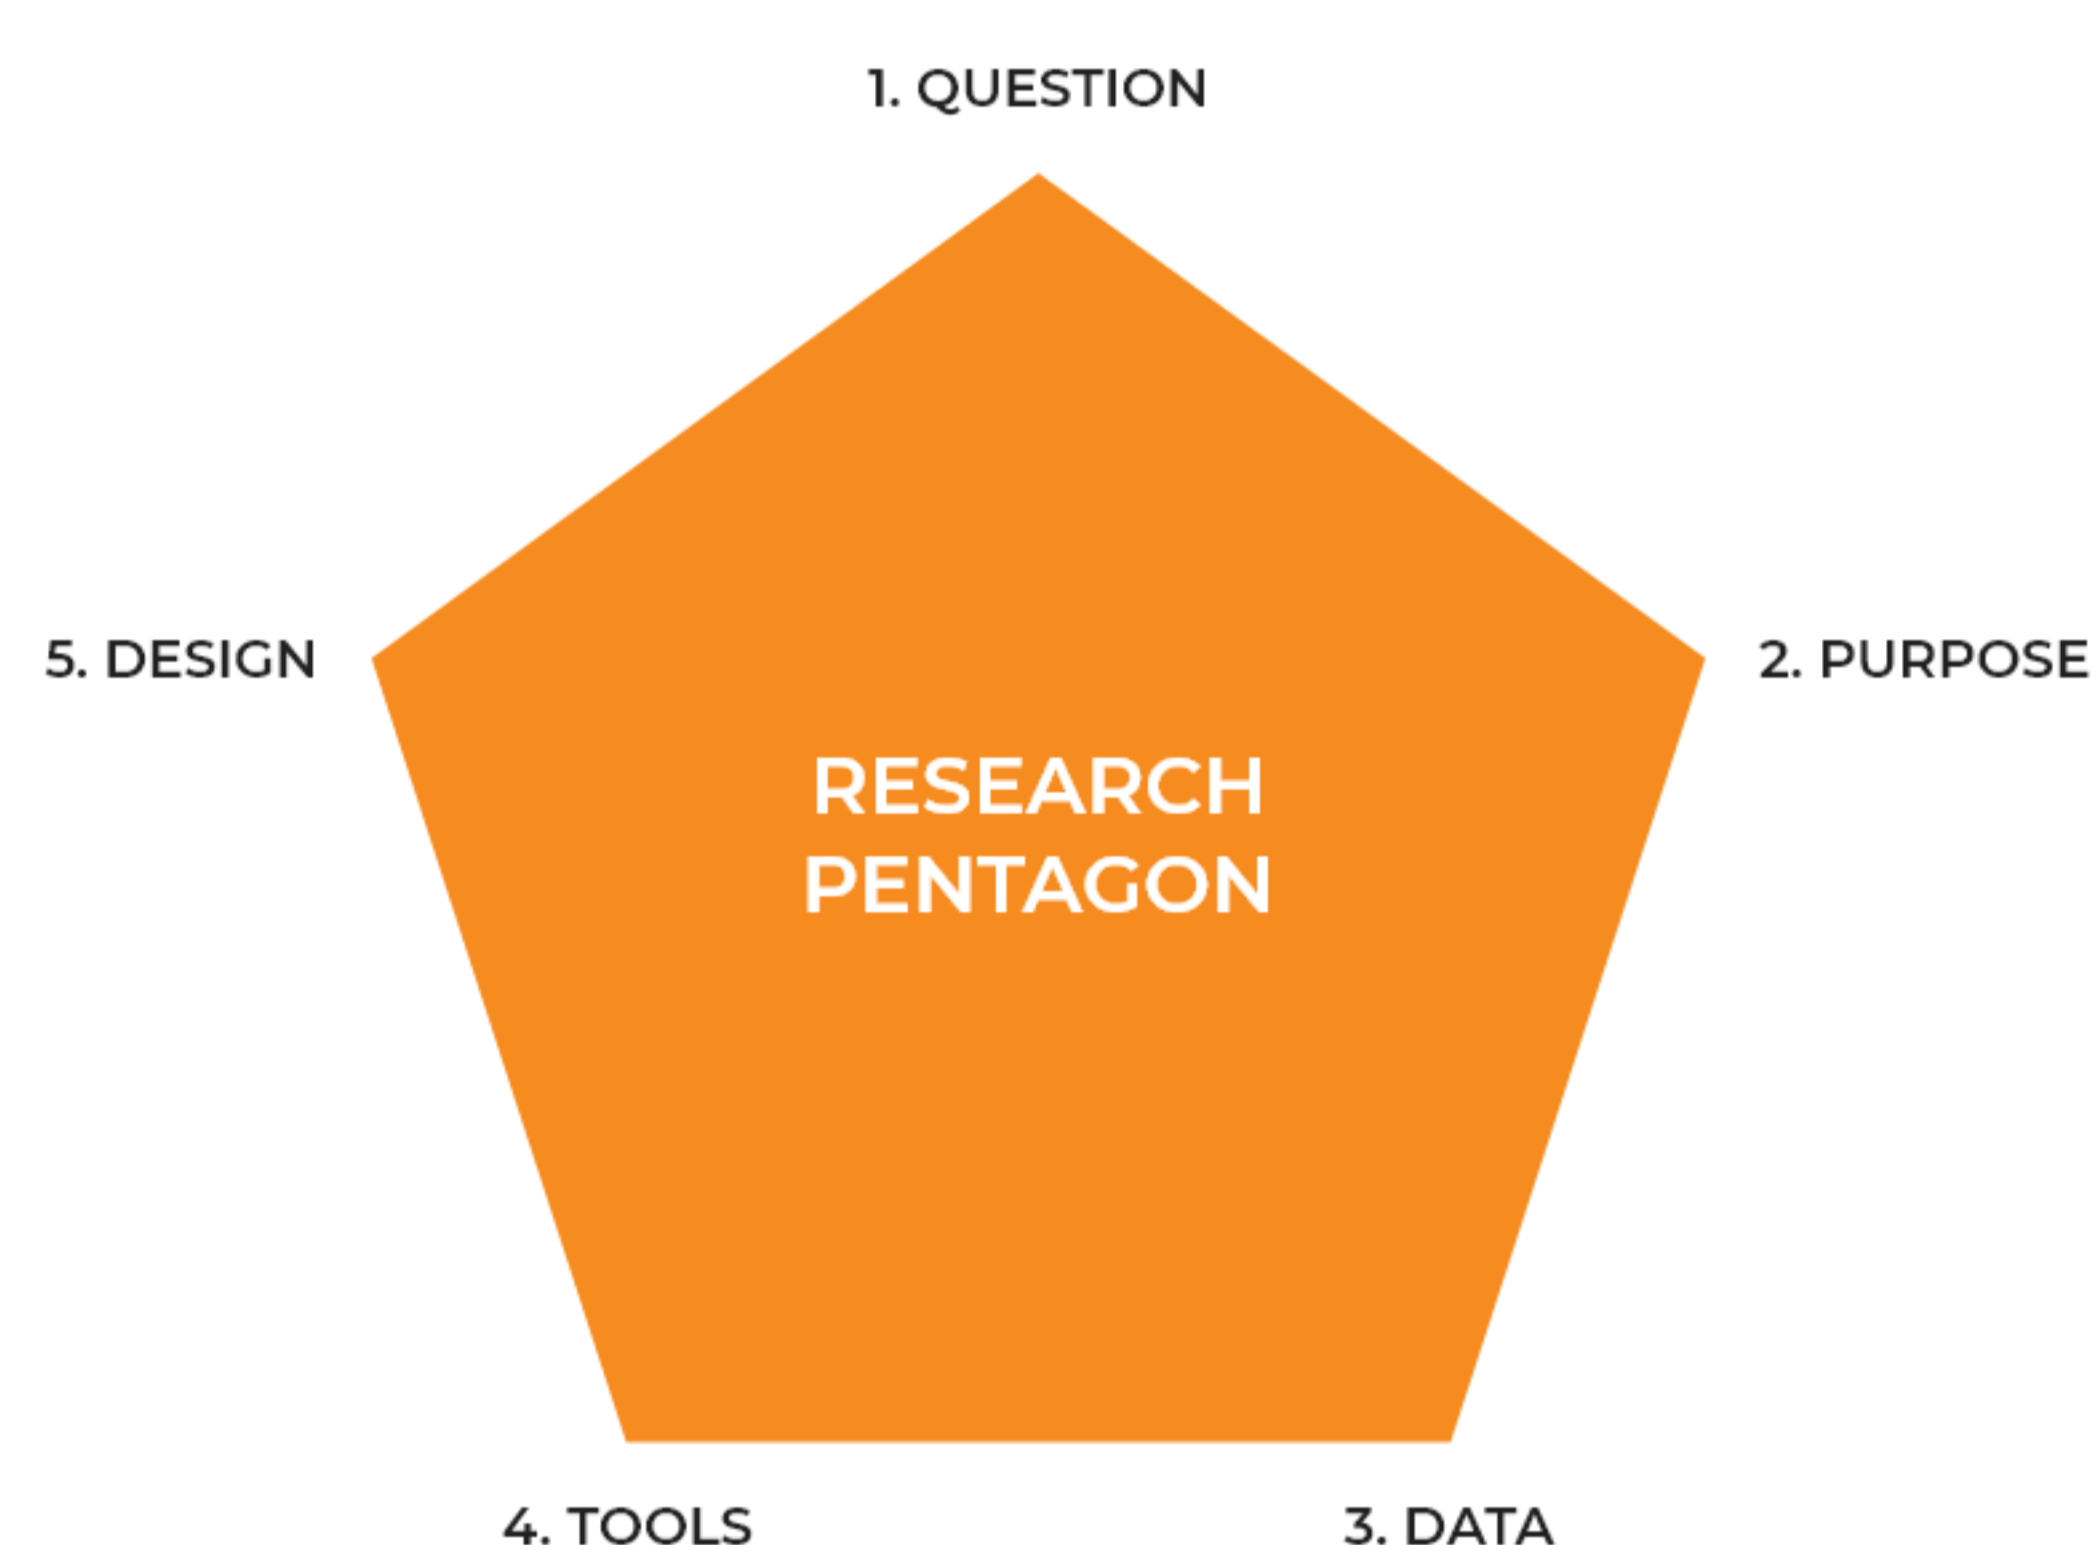 1. QUESTION
5. DESIGN
2. PURPOSE
RESEARCH
PENTAGON
4. TOOLS
3. DATA